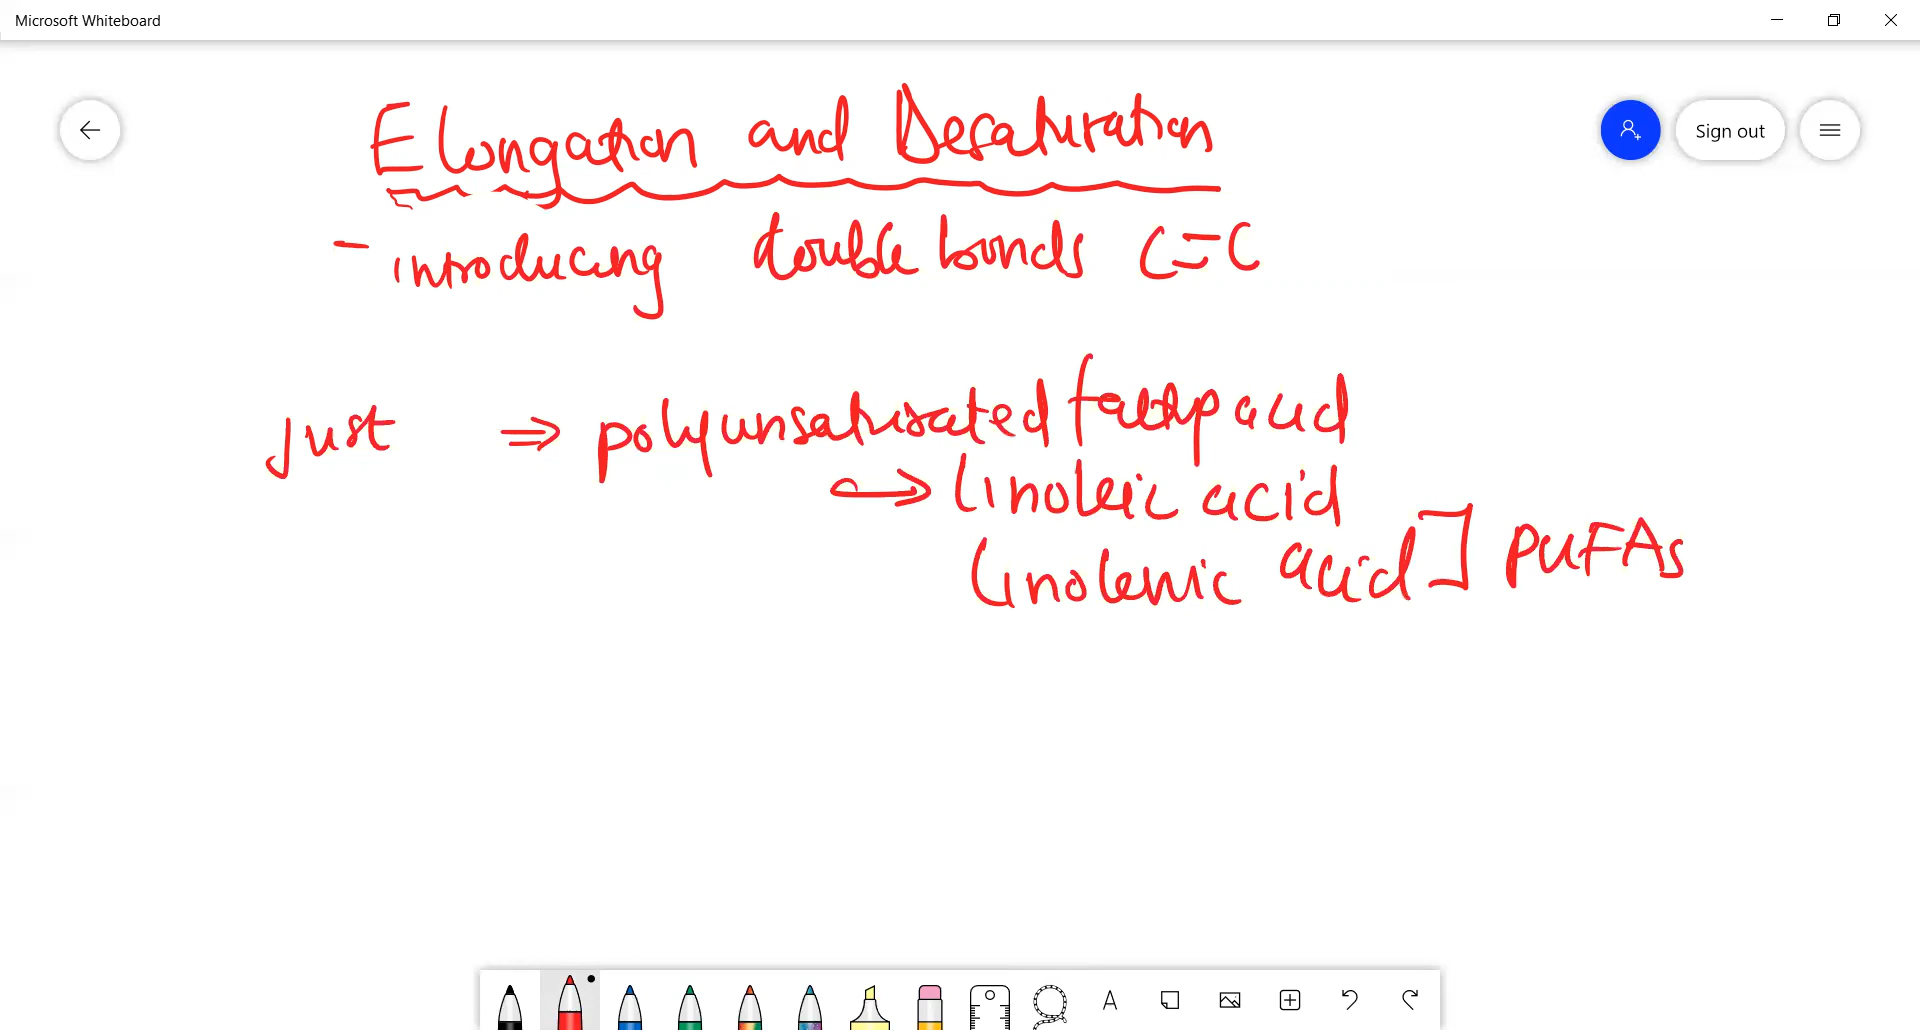 Microsoft Whiteboard
Sign out
Elongation and Desaturation
- introducing double bonds C=C
just ⇒ polyunsaturated fatty acid
→ linoleic acid
linolenic acid ] PUFAs
A